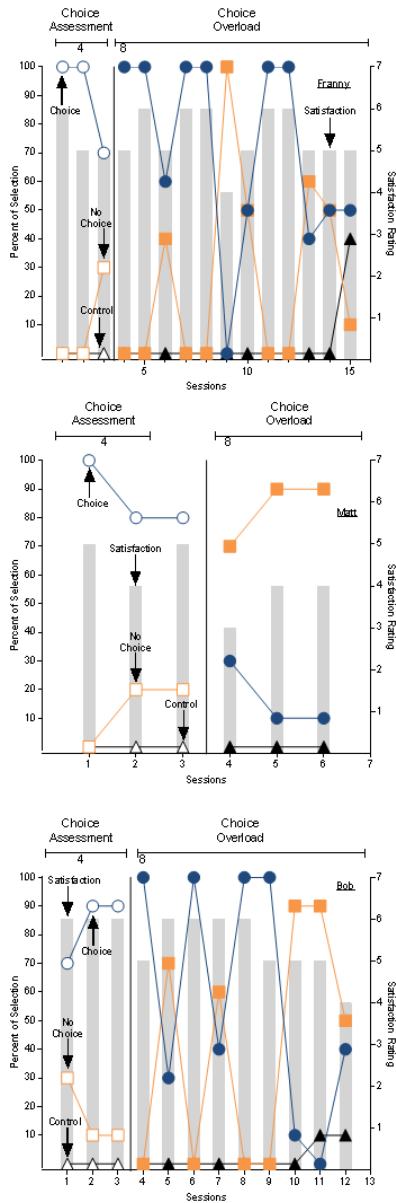 Choice Assessment
Choice Overload
4
8
100
90
80
70
60
50
40
30
20
10
Percent of Selection
Franny
Satisfaction
Choice
No Choice
Control
7
6
5
4
3
2
1
Satisfaction Rating
5
10
15
Sessions
Choice Assessment
Choice Overload
4
8
100
90
80
70
60
50
40
30
20
10
Percent of Selection
Choice
Satisfaction
No Choice
Control
Matt
7
6
5
4
3
2
1
Satisfaction Rating
1
2
3
4
5
6
7
Sessions
Choice Assessment
Choice Overload
4
8
100
90
80
70
60
50
40
30
20
10
Percent of Selection
Satisfaction
Choice
No Choice
Control
Bob
7
6
5
4
3
2
1
Satisfaction Rating
1
2
3
4
5
6
7
8
9
10
11
12
13
Sessions